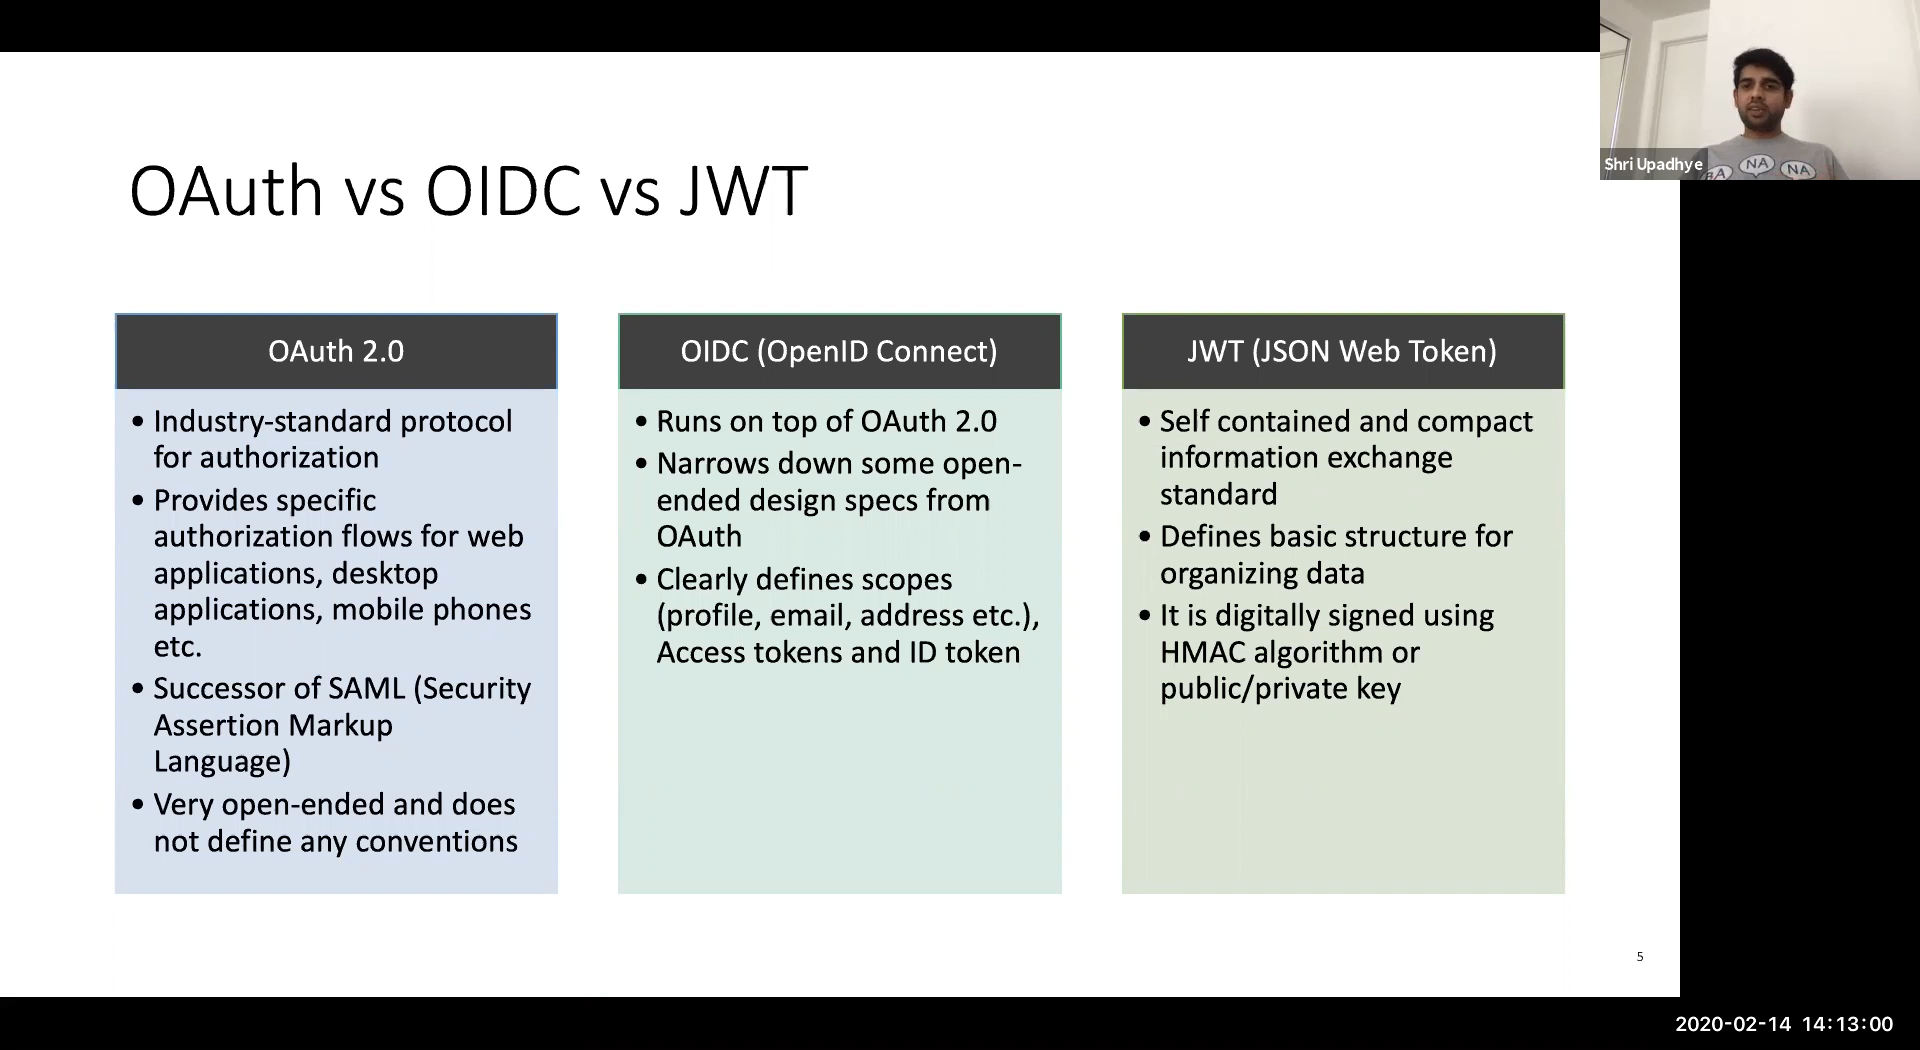 OAuth vs OIDC vs JWT
OAuth 2.0
• Industry-standard protocol
for authorization
• Provides specific
authorization flows for web
applications, desktop
applications, mobile phones
etc.
• Successor of SAML (Security
Assertion Markup
Language)
• Very open-ended and does
not define any conventions
OIDC (OpenID Connect)
• Runs on top of OAuth 2.0
• Narrows down some open-
ended design specs from
OAuth
• Clearly defines scopes
(profile, email, address etc.),
Access tokens and ID token
JWT (JSON Web Token)
• Self contained and compact
information exchange
standard
• Defines basic structure for
organizing data
• It is digitally signed using
HMAC algorithm or
public/private key
5
Shri Upadhye
BA NA NA
2020-02-14 14:13:00